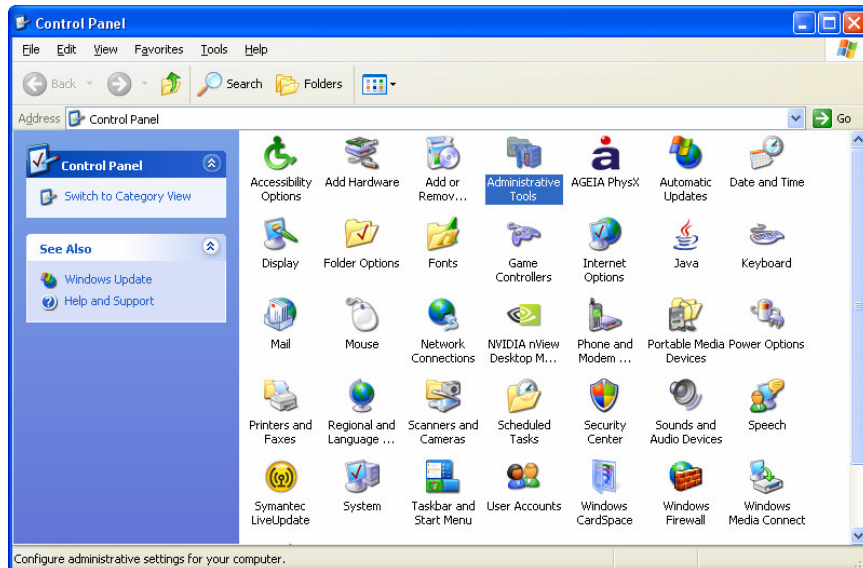 Control Panel
File Edit View Favorites Tools Help
Back Search Folders
Address Control Panel Go
Control Panel
Switch to Category View
See Also
Windows Update
Help and Support
Accessibility Options
Add Hardware
Add or Remov...
Administrative Tools
AGEIA PhysX
Automatic Updates
Date and Time
Display
Folder Options
Fonts
Game Controllers
Internet Options
Java
Keyboard
Mail
Mouse
Network Connections
NVIDIA nView Desktop M...
Phone and Modem ...
Portable Media Devices
Power Options
Printers and Faxes
Regional and Language ...
Scanners and Cameras
Scheduled Tasks
Security Center
Sounds and Audio Devices
Speech
Symantec LiveUpdate
System
Taskbar and Start Menu
User Accounts
Windows CardSpace
Windows Firewall
Windows Media Connect
Configure administrative settings for your computer.